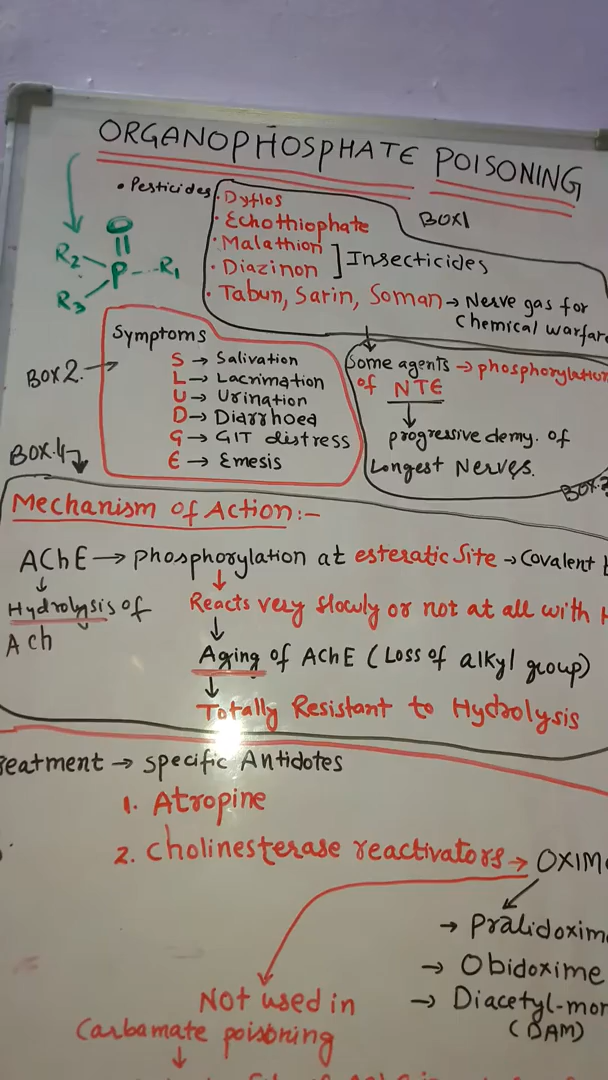 ORGANOPHOSPHATE POISONING
• Pesticides
• Dyflos
• Echothiophate
• Malathion
• Diazinon
] Insecticides
• Tabun, Sarin, Soman → Nerve gas for
chemical warfare
BOX1
O
R2 P R1
R3
BOX2. →
Symptoms
S → Salivation
L → Lacrimation
U → Urination
D → Diarrhoea
G → GIT distress
E → Emesis
Some agents → phosphorylation
of NTE
progressive demy. of
Longest Nerves.
BOX.4
Mechanism of Action:-
AChE → phosphorylation at esteratic site → Covalent
Hydrolysis of
Ach
Reacts very slowly or not at all with
Aging of AChE (Loss of alkyl group)
Totally Resistant to Hydrolysis
reatment → specific Antidotes
1. Atropine
2. Cholinesterase reactivators → OXIM
→ Pralidoxim
→ Obidoxime
→ Diacetyl-mon
(DAM)
Not used in
Carbamate poisoning